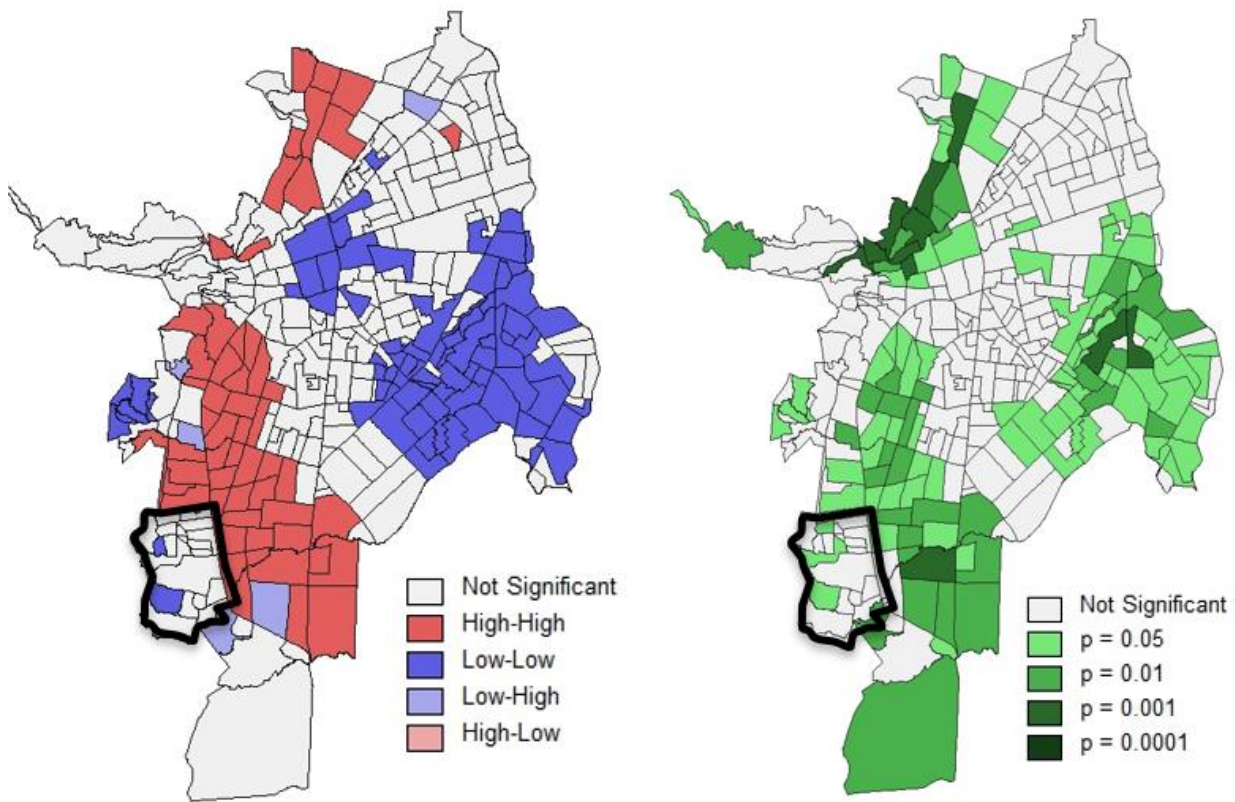 Not Significant
High-High
Low-Low
Low-High
High-Low
Not Significant
p = 0.05
p = 0.01
p = 0.001
p = 0.0001